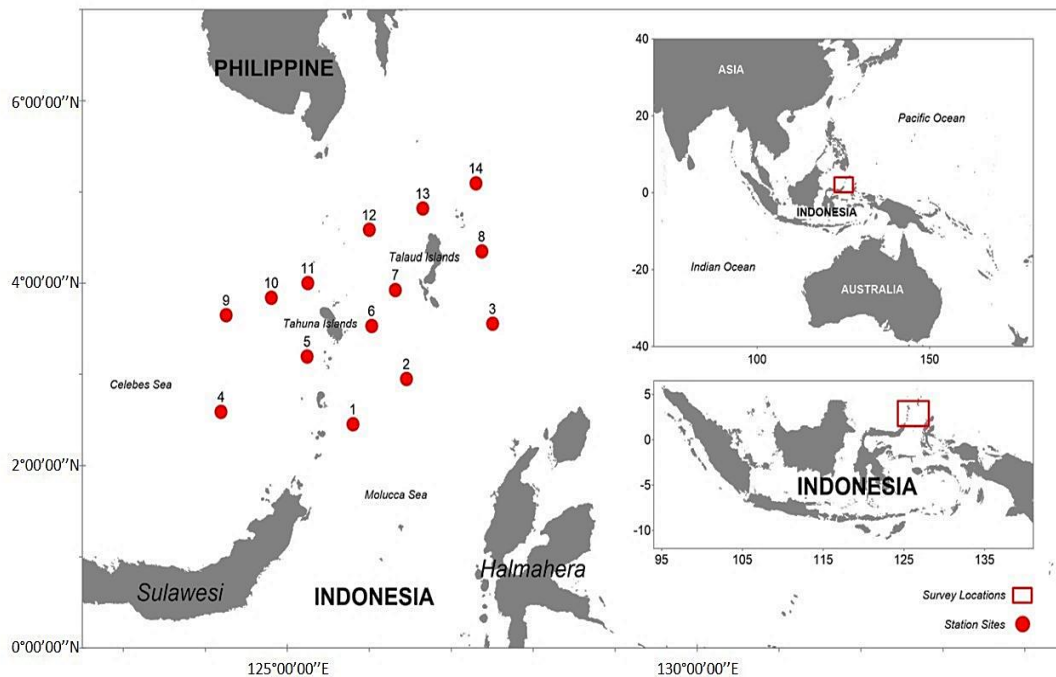 PHILIPPINE
6°00'00''N
14
13
12
8
Talaud Islands
11
7
4°00'00''N
10
9
Tahuna Islands
6
3
5
2
Celebes Sea
4
1
2°00'00''N
Molucca Sea
Halmahera
Sulawesi
INDONESIA
0°00'00''N
125°00'00''E
130°00'00''E
40
ASIA
20
Pacific Ocean
0
INDONESIA
Indian Ocean
-20
AUSTRALIA
-40
100
150
5
0
INDONESIA
-5
-10
95
105
115
125
135
Survey Locations
Station Sites